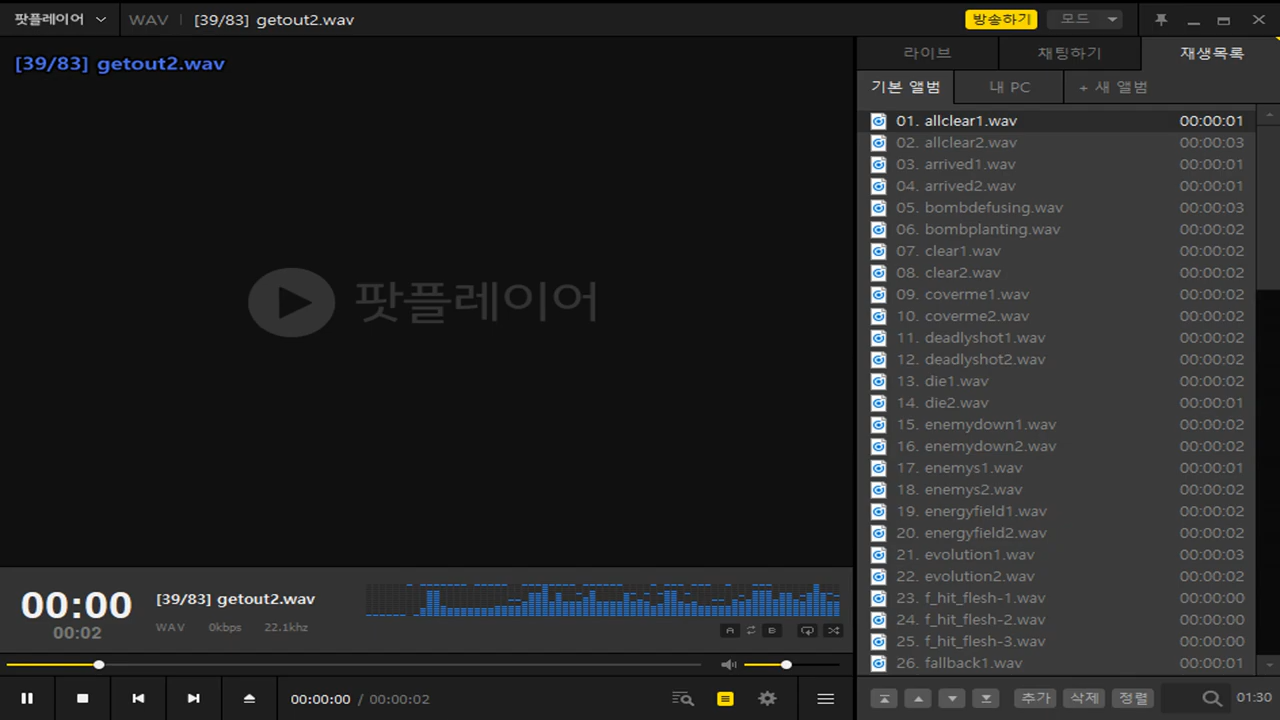 팟플레이어 WAV [39/83] getout2.wav 방송하기 모드
[39/83] getout2.wav
라이브 채팅하기 재생목록
기본 앨범 내 PC + 새 앨범
01. allclear1.wav 00:00:01
02. allclear2.wav 00:00:03
03. arrived1.wav 00:00:01
04. arrived2.wav 00:00:01
05. bombdefusing.wav 00:00:03
06. bombplanting.wav 00:00:02
07. clear1.wav 00:00:02
08. clear2.wav 00:00:02
09. coverme1.wav 00:00:02
10. coverme2.wav 00:00:02
11. deadlyshot1.wav 00:00:02
12. deadlyshot2.wav 00:00:02
13. die1.wav 00:00:02
14. die2.wav 00:00:01
15. enemydown1.wav 00:00:02
16. enemydown2.wav 00:00:02
17. enemys1.wav 00:00:01
18. enemys2.wav 00:00:02
19. energyfield1.wav 00:00:02
20. energyfield2.wav 00:00:02
21. evolution1.wav 00:00:03
22. evolution2.wav 00:00:02
23. f_hit_flesh-1.wav 00:00:00
24. f_hit_flesh-2.wav 00:00:00
25. f_hit_flesh-3.wav 00:00:00
26. fallback1.wav 00:00:01
팟플레이어
00:00 [39/83] getout2.wav
00:02 WAV 0kbps 22.1khz
A B
00:00:00 / 00:00:02
추가 삭제 정렬 01:30